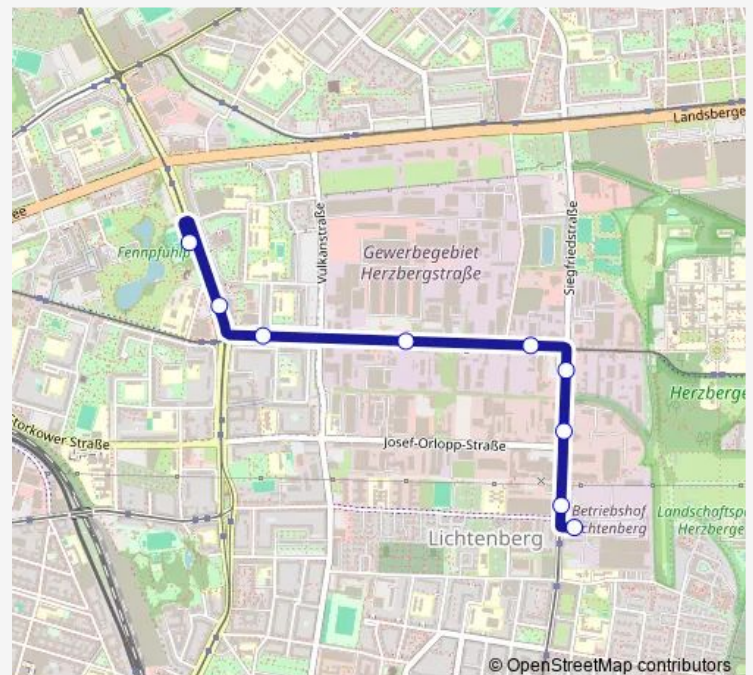 Landsberge
ee
Vulkanstraße
Fennpfuhl
Gewerbegebiet
Herzbergstraße
Siegfriedstraße
Herzberge
torkower Straße
Josef-Orlopp-Straße
Betriebshof
chtenberg
Landschaftsp
Herzberge
Lichtenberg
© OpenStreetMap contributors